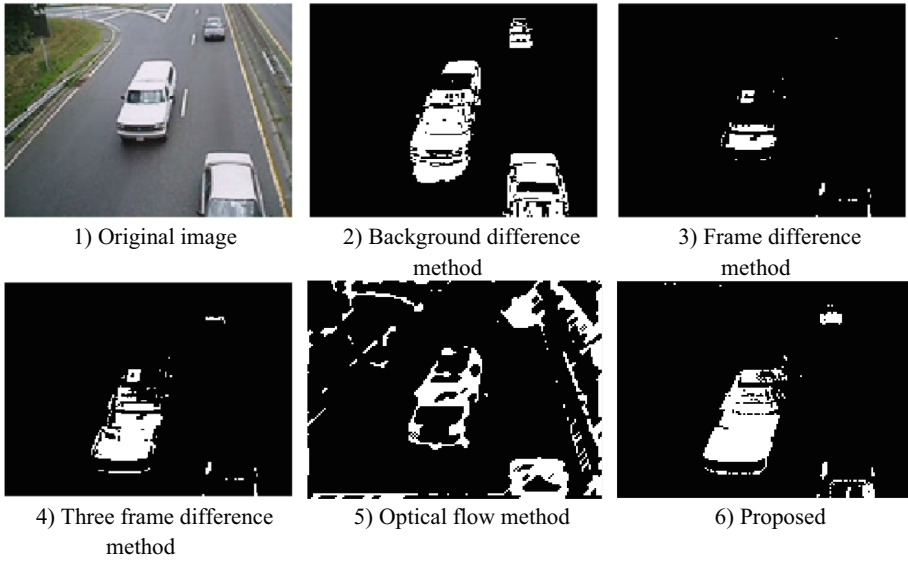 1) Original image
2) Background difference
method
3) Frame difference
method
4) Three frame difference
method
5) Optical flow method
6) Proposed